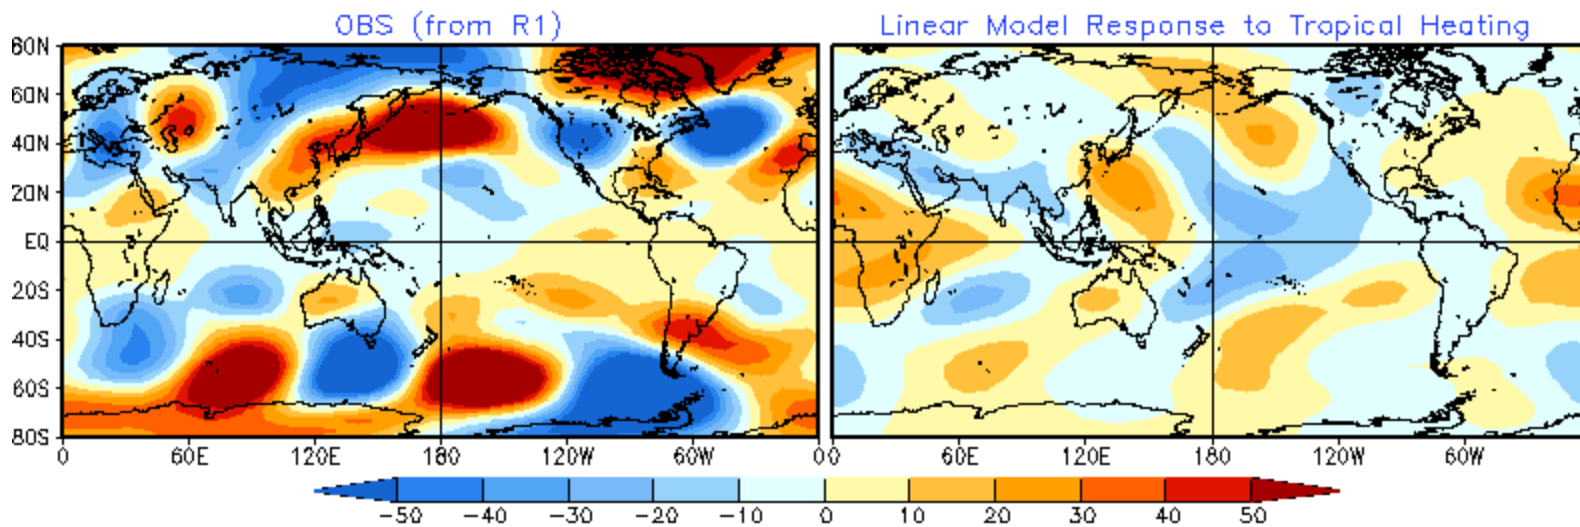 OBS (from R1)
Linear Model Response to Tropical Heating
80N
60N
40N
20N
EQ
20S
40S
60S
80S
0 60E 120E 180 120W 60W 0
0 60E 120E 180 120W 60W
-50 -40 -30 -20 -10 0 10 20 30 40 50